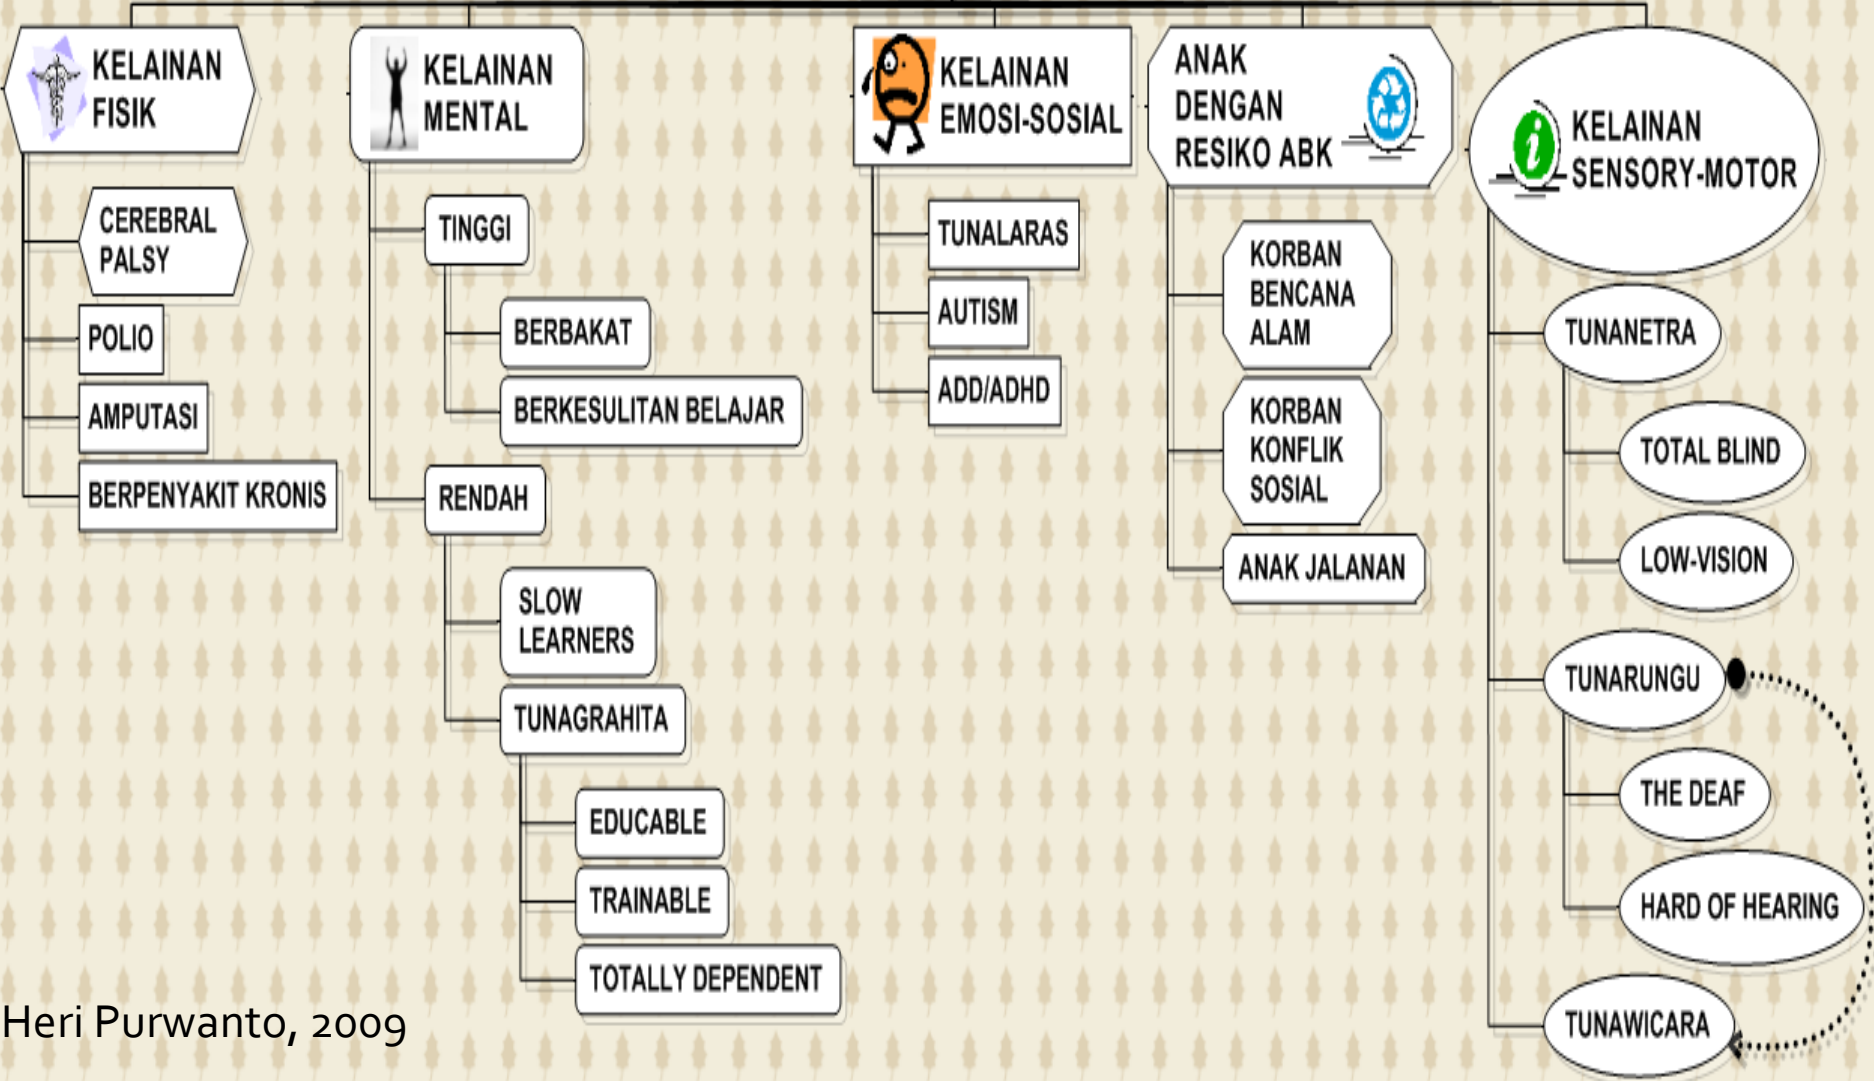 KELAINAN
FISIK
CEREBRAL
PALSY
POLIO
AMPUTASI
BERPENYAKIT KRONIS
KELAINAN
MENTAL
TINGGI
BERBAKAT
BERKESULITAN BELAJAR
RENDAH
SLOW
LEARNERS
TUNAGRAHITA
EDUCABLE
TRAINABLE
TOTALLY DEPENDENT
KELAINAN
EMOSI-SOSIAL
TUNALARAS
AUTISM
ADD/ADHD
ANAK
DENGAN
RESIKO ABK
KORBAN
BENCANA
ALAM
KORBAN
KONFLIK
SOSIAL
ANAK JALANAN
i
KELAINAN
SENSORY-MOTOR
TUNANETRA
TOTAL BLIND
LOW-VISION
TUNARUNGU
THE DEAF
HARD OF HEARING
TUNAWICARA
Heri Purwanto, 2009